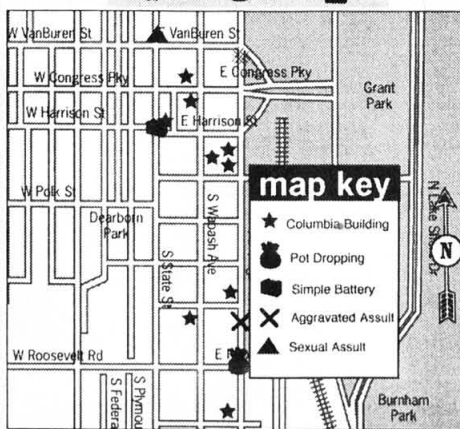 W VanBuren St
VanBuren St
W Congress Pky
E Congress Pky
Grant
Park
W Harrison St
E Harrison St
W Polk St
Dearborn
Park
S State St
S Wabash Ave
map key
Columbia Building
Pot Dropping
Simple Battery
Aggravated Assult
Sexual Assult
N Lake Shore Dr
N
W Roosevelt Rd
S Federal
S Plymou
Burnham
Park